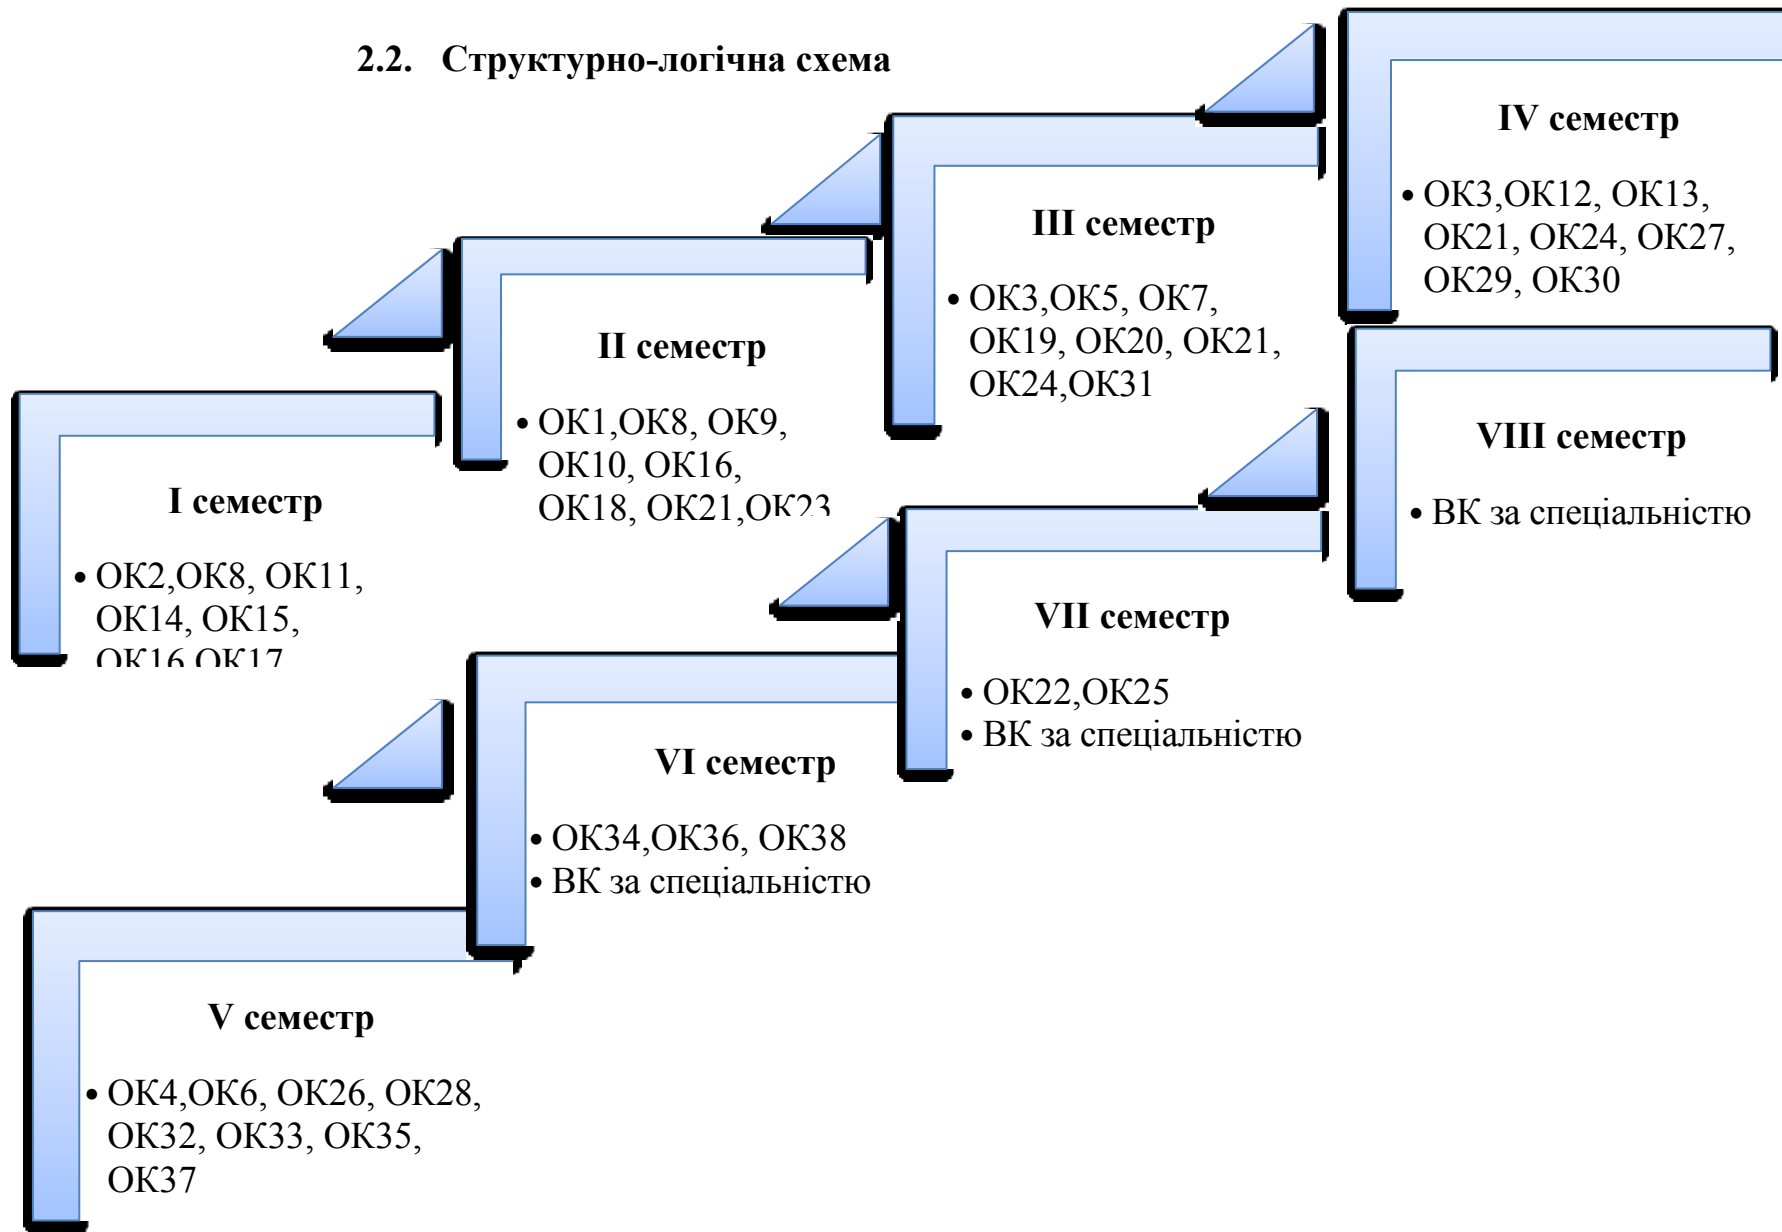 2.2. Структурно-логічна схема
I семестр
• ОК2,ОК8, ОК11,
ОК14, ОК15,
ОК16,ОК17
II семестр
• ОК1,ОК8, ОК9,
ОК10, ОК16,
ОК18, ОК21,ОК23
III семестр
• ОК3,ОК5, ОК7,
ОК19, ОК20, ОК21,
ОК24,ОК31
IV семестр
• ОК3,ОК12, ОК13,
ОК21, ОК24, ОК27,
ОК29, ОК30
V семестр
• ОК4,ОК6, ОК26, ОК28,
ОК32, ОК33, ОК35,
ОК37
VI семестр
• ОК34,ОК36, ОК38
• ВК за спеціальністю
VII семестр
• ОК22,ОК25
• ВК за спеціальністю
VIII семестр
• ВК за спеціальністю